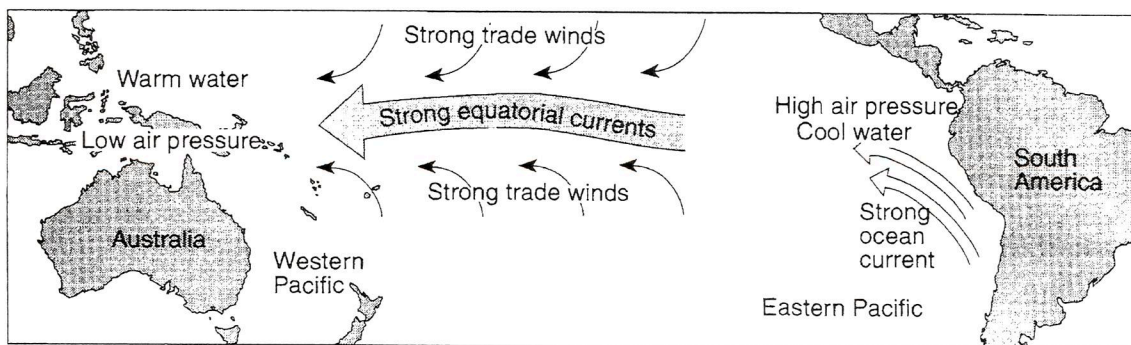 Strong trade winds
Warm water
Strong equatorial currents
High air pressure
Cool water
Low air pressure
South
America
Strong trade winds
Strong
ocean
current
Australia
Western
Pacific
Eastern Pacific